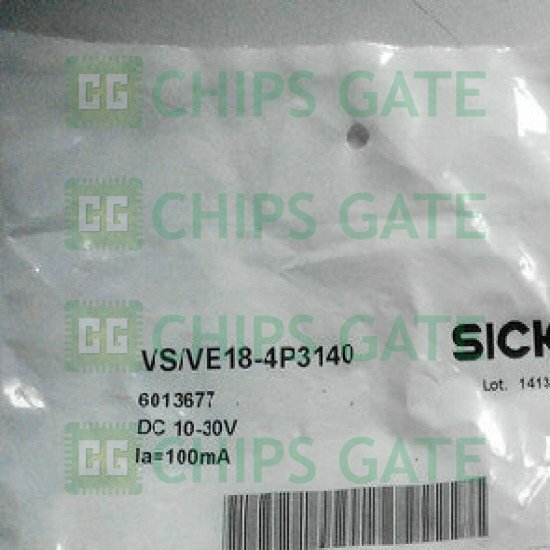 CG CHIPS GATE
CG CHIPS GATE
CG CHIPS GATE
VS/VE18-4P3140
SICK
6013677
Lot. 1413
DC 10-30V
Ia=100mA
CG CHIPS GATE